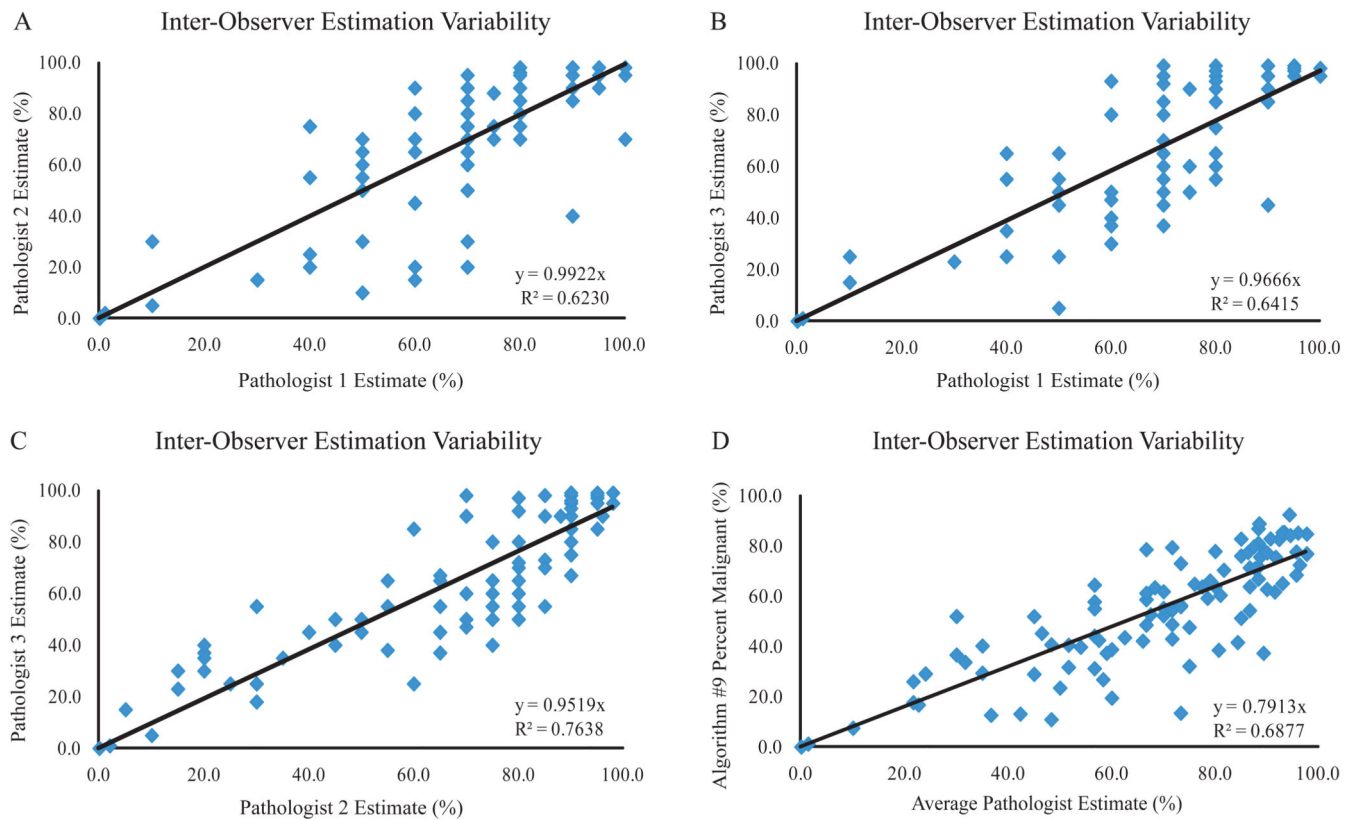 A
Inter-Observer Estimation Variability
Pathologist 2 Estimate (%)
100.0
80.0
60.0
40.0
20.0
0.0
y = 0.9922x
R² = 0.6230
0.0 20.0 40.0 60.0 80.0 100.0
Pathologist 1 Estimate (%)
B
Inter-Observer Estimation Variability
Pathologist 3 Estimate (%)
100.0
80.0
60.0
40.0
20.0
0.0
y = 0.9666x
R² = 0.6415
0.0 20.0 40.0 60.0 80.0 100.0
Pathologist 1 Estimate (%)
C
Inter-Observer Estimation Variability
Pathologist 3 Estimate (%)
100.0
80.0
60.0
40.0
20.0
0.0
y = 0.9519x
R² = 0.7638
0.0 20.0 40.0 60.0 80.0 100.0
Pathologist 2 Estimate (%)
D
Inter-Observer Estimation Variability
Algorithm #9 Percent Malignant (%)
100.0
80.0
60.0
40.0
20.0
0.0
y = 0.7913x
R² = 0.6877
0.0 20.0 40.0 60.0 80.0 100.0
Average Pathologist Estimate (%)